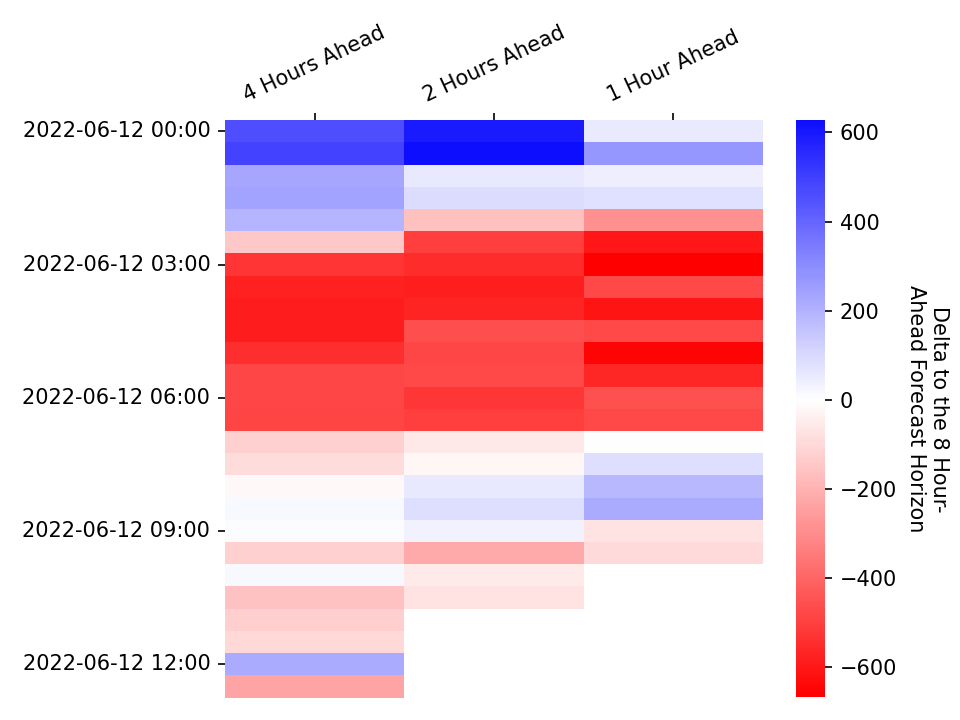 4 Hours Ahead
2 Hours Ahead
1 Hour Ahead
2022-06-12 00:00
2022-06-12 03:00
2022-06-12 06:00
2022-06-12 09:00
2022-06-12 12:00
600
400
200
0
−200
−400
−600
Delta to the 8 Hour-
Ahead Forecast Horizon